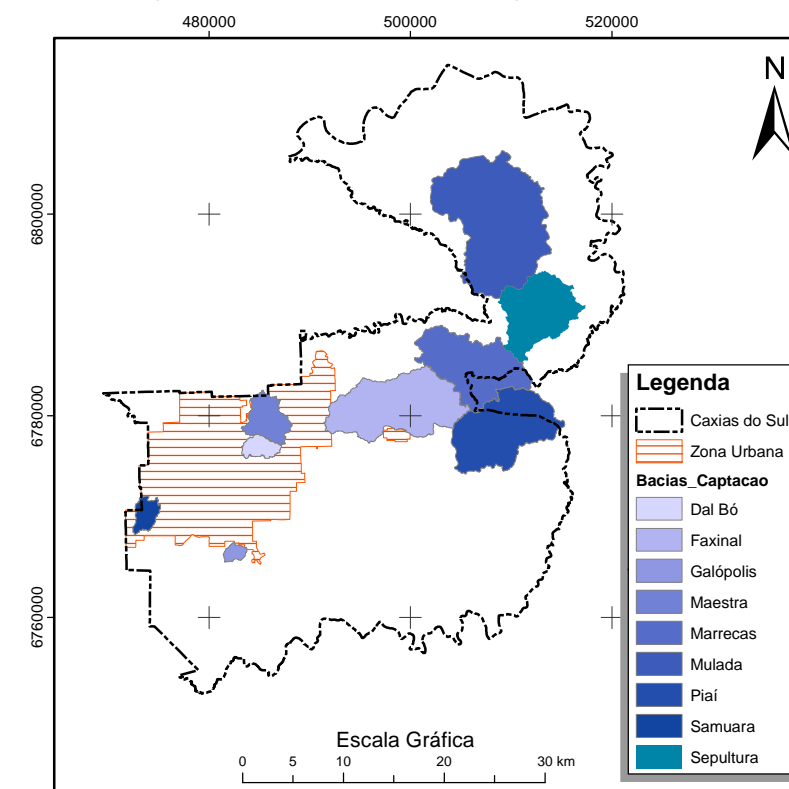 480000 5000000 520000
N
6800000
6780000
6760000
Legenda
Caxias do Sul
Zona Urbana
Bacias_Captacao
Dal Bó
Faxinal
Galópolis
Maestra
Marrecas
Mulada
Piaí
Samuara
Sepultura
Escala Gráfica
0 5 10 20 30 km